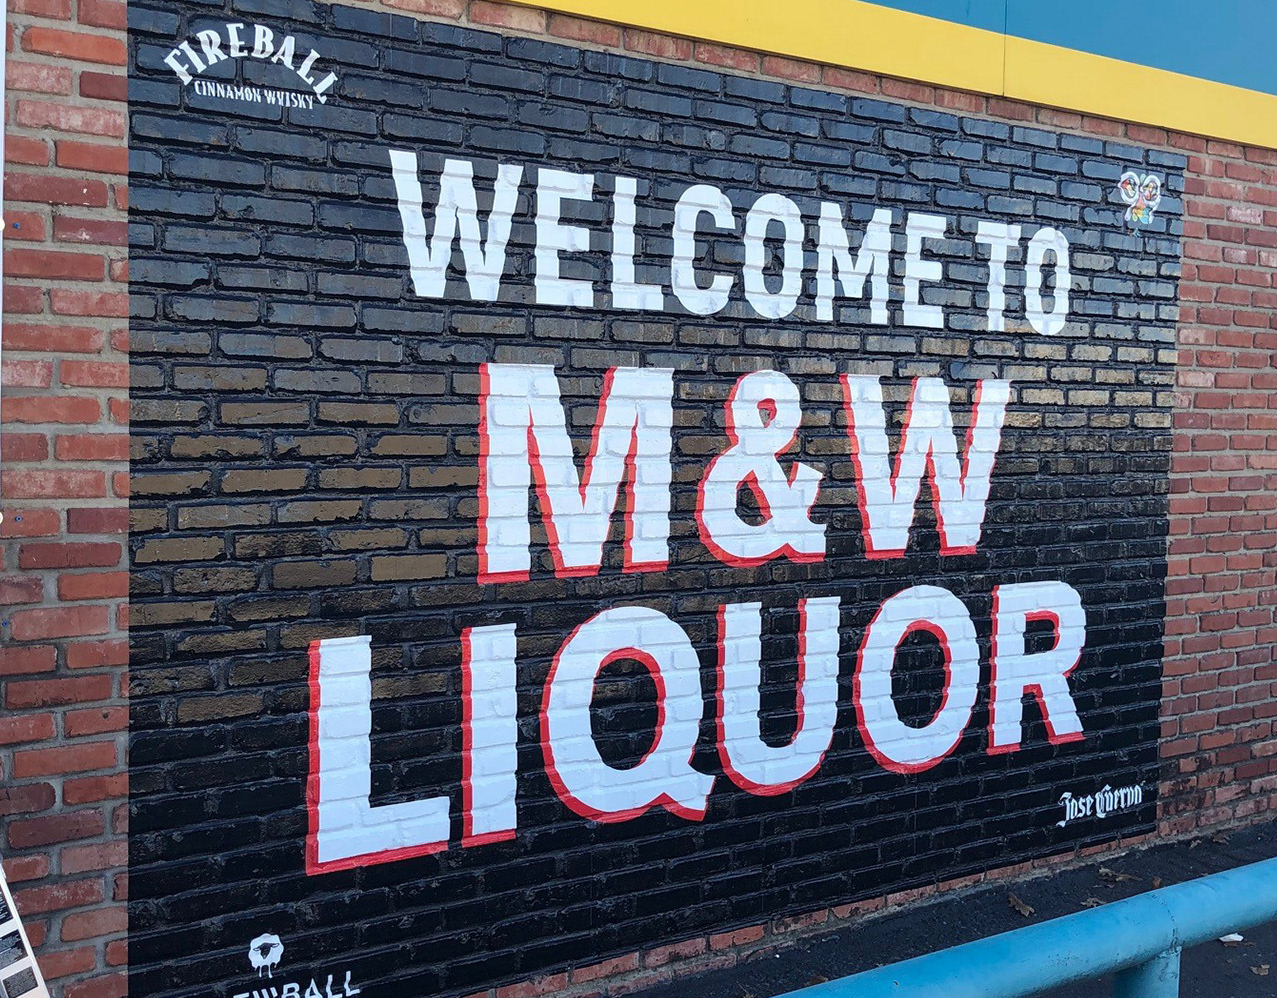 FIREBALL
CINNAMON WHISKY
WELCOME TO
M&W
LIQUOR
Jose Cuervo